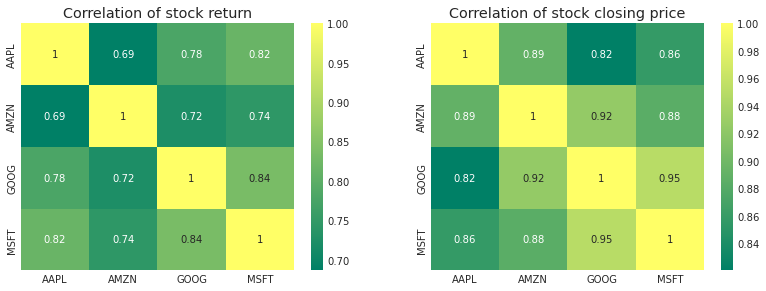 Correlation of stock return
AAPL 1 0.69 0.78 0.82
AMZN 0.69 1 0.72 0.74
GOOG 0.78 0.72 1 0.84
MSFT 0.82 0.74 0.84 1
AAPL AMZN GOOG MSFT
1.00
0.95
0.90
0.85
0.80
0.75
0.70
Correlation of stock closing price
AAPL 1 0.89 0.82 0.86
AMZN 0.89 1 0.92 0.88
GOOG 0.82 0.92 1 0.95
MSFT 0.86 0.88 0.95 1
AAPL AMZN GOOG MSFT
1.00
0.98
0.96
0.94
0.92
0.90
0.88
0.86
0.84